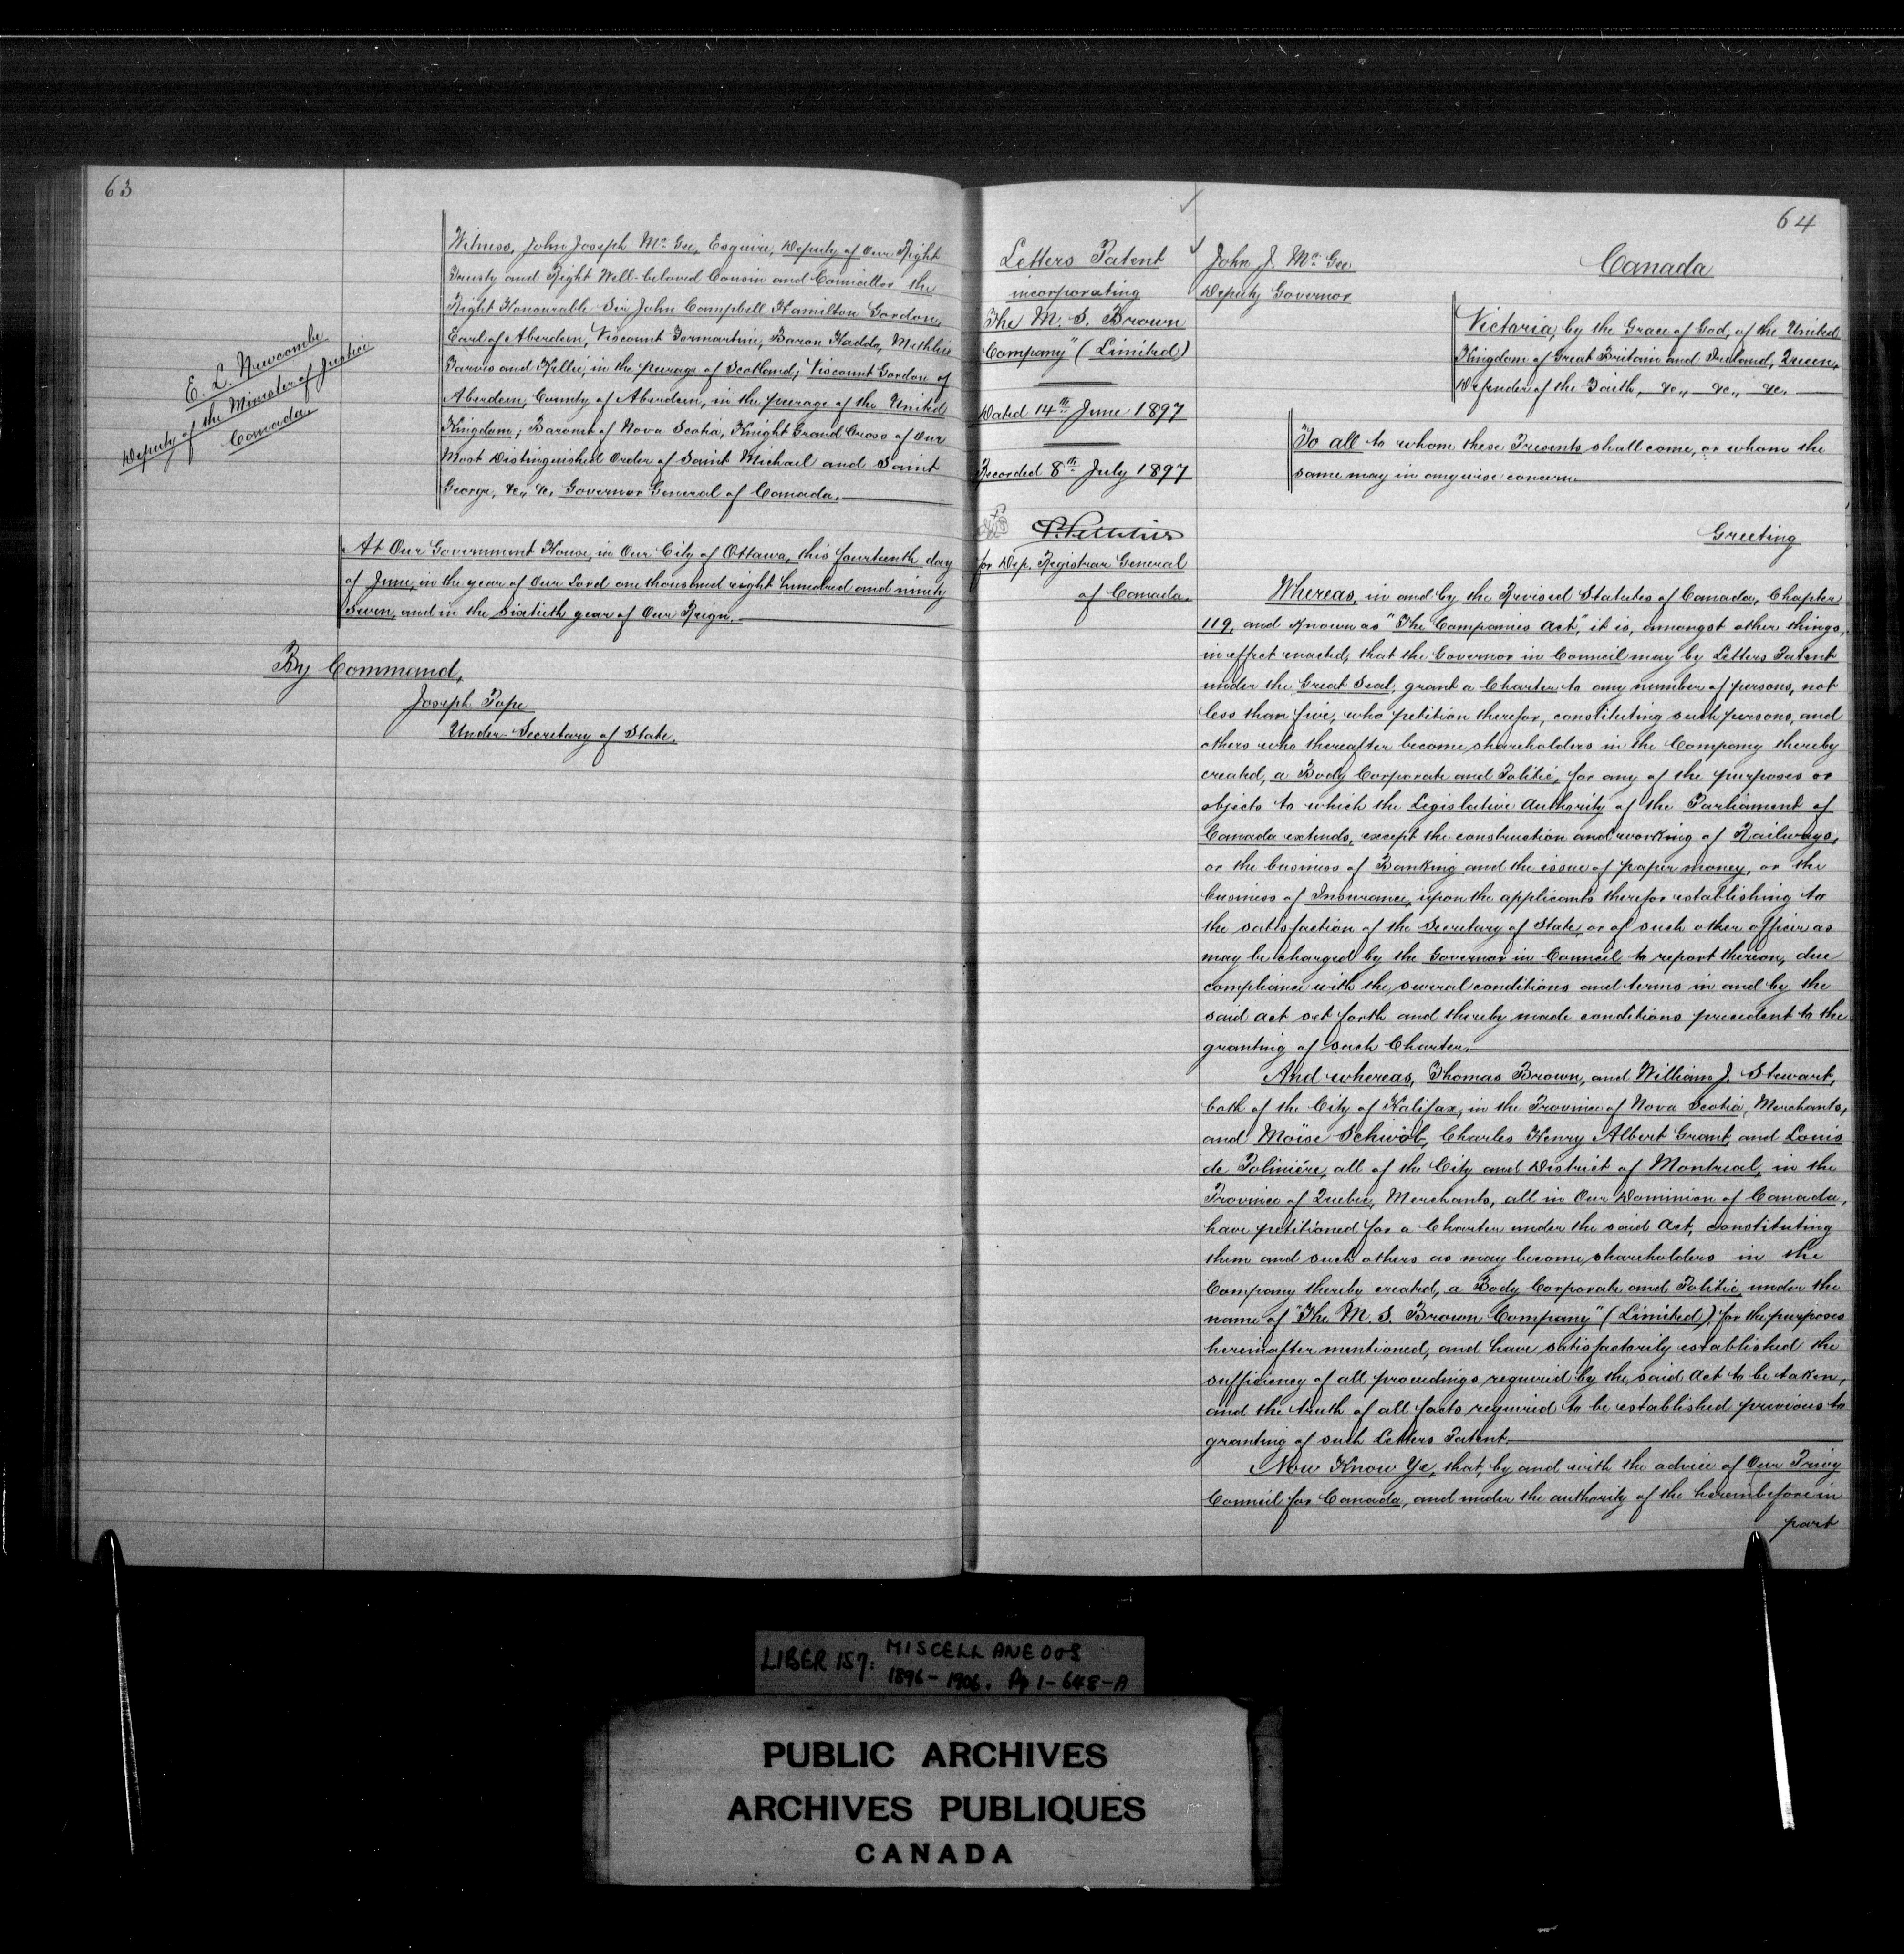 63
E. L. Newcombe
Deputy of the Minister of Justice
Canada
Witness, John Joseph McGee, Esquire, Deputy of Our Right
Trusty and Right Well-beloved Cousin and Councillor the
Right Honourable Sir John Campbell Hamilton Gordon,
Earl of Aberdeen, Viscount Formartine, Baron Haddo, Methlic
Tarves and Kellie, in the peerage of Scotland; Viscount Gordon of
Aberdeen, County of Aberdeen, in the peerage of the United
Kingdom; Baronet of Nova Scotia, Knight Grand Cross of Our
Most Distinguished Order of Saint Michael and Saint
George, &c., &c. Governor General of Canada.
At Our Government House, in Our City of Ottawa, this fourteenth day
of June, in the year of Our Lord one thousand eight hundred and ninety
seven, and in the sixtieth year of Our Reign.
By Command,
Joseph Pope
Under-Secretary of State.
64
Letters Patent
incorporating
"The M. S. Brown
Company" (Limited)
Dated 14th June 1897
Recorded 8th July 1897
for Dep. Registrar General
of Canada.
John J. McGee
Deputy Governor
Canada
Victoria, by the Grace of God, of the United
Kingdom of Great Britain and Ireland, Queen,
Defender of the Faith, &c., &c., &c.
To all to whom these Presents shall come, or whom the
same may in anywise concern
Greeting
Whereas, in and by the Revised Statutes of Canada, Chapter
119, and Known as "The Companies Act", it is, amongst other things,
in effect enacted, that the Governor in Council may by Letters Patent
under the Great Seal, grant a Charter to any number of persons, not
less than five, who petition therefor, constituting such persons, and
others who thereafter become shareholders in the Company thereby
created, a Body Corporate and Politic, for any of the purposes or
objects to which the Legislative Authority of the Parliament of
Canada extends, except the construction and working of Railways,
or the business of Banking and the issue of paper money, or the
business of Insurance, upon the applicants therefor establishing to
the satisfaction of the Secretary of State, or of such other officer as
may be charged by the Governor in Council to report thereon, due
compliance with the several conditions and terms in and by the
said Act set forth and thereby made conditions precedent to the
granting of such Charter.
And whereas, Thomas Brown, and William J. Stewart,
both of the City of Halifax, in the Province of Nova Scotia, Merchants,
and Moïse Schwob, Charles Henry Albert Grant, and Louis
de Polinière, all of the City and District of Montreal, in the
Province of Quebec, Merchants, all in Our Dominion of Canada,
have petitioned for a Charter under the said Act, constituting
them and such others as may become shareholders in the
Company thereby created, a Body Corporate and Politic under the
name of "The M. S. Brown Company" (Limited), for the purposes
hereinafter mentioned, and have satisfactorily established the
sufficiency of all proceedings required by the said Act to be taken,
and the truth of all facts required to be established previous to
granting of such Letters Patent.
Now Know Ye, that, by and with the advice of Our Privy
Council for Canada, and under the authority of the hereinbefore in
part
LIBER 157: MISCELLANEOUS
1896-1906. Pp 1-648-A
PUBLIC ARCHIVES
ARCHIVES PUBLIQUES
CANADA